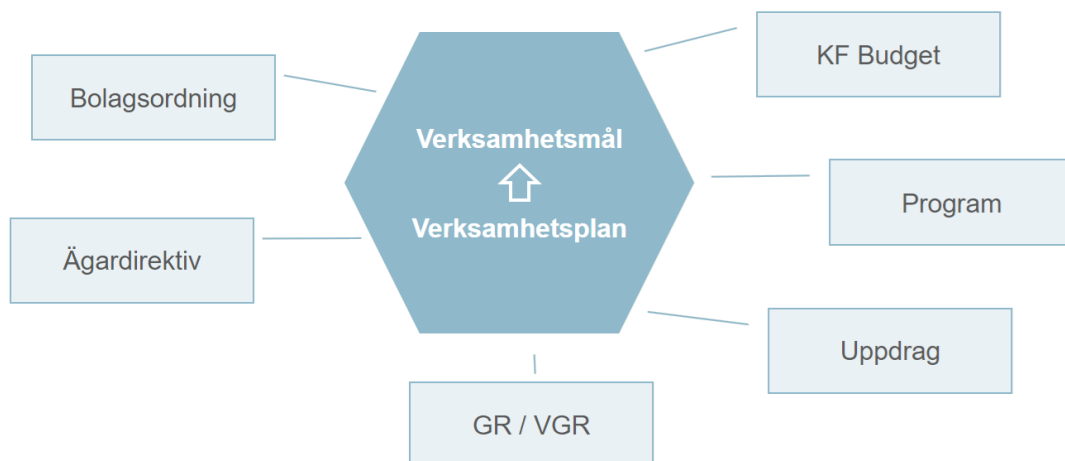 KF Budget
Bolagsordning
Verksamhetsmål
Program
Verksamhetsplan
Ägardirektiv
Uppdrag
GR / VGR